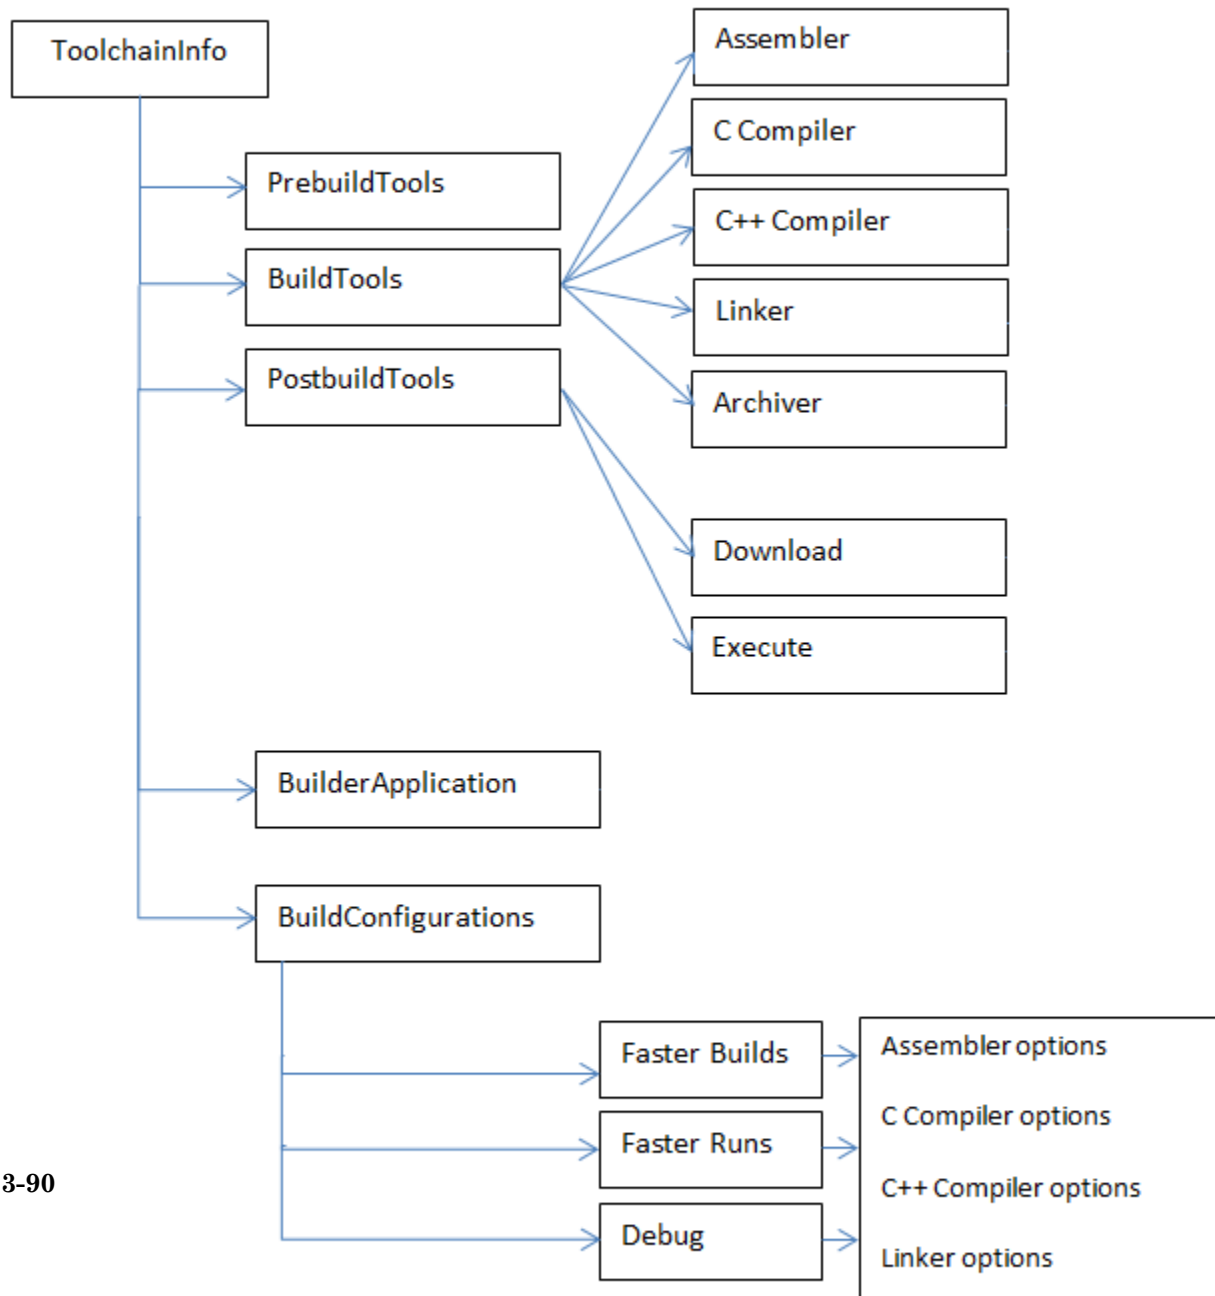 ToolchainInfo
Assembler
C Compiler
PrebuildTools
C++ Compiler
BuildTools
Linker
PostbuildTools
Archiver
Download
Execute
BuilderApplication
BuildConfigurations
Faster Builds
Assembler options
C Compiler options
Faster Runs
3-90
C++ Compiler options
Debug
Linker options